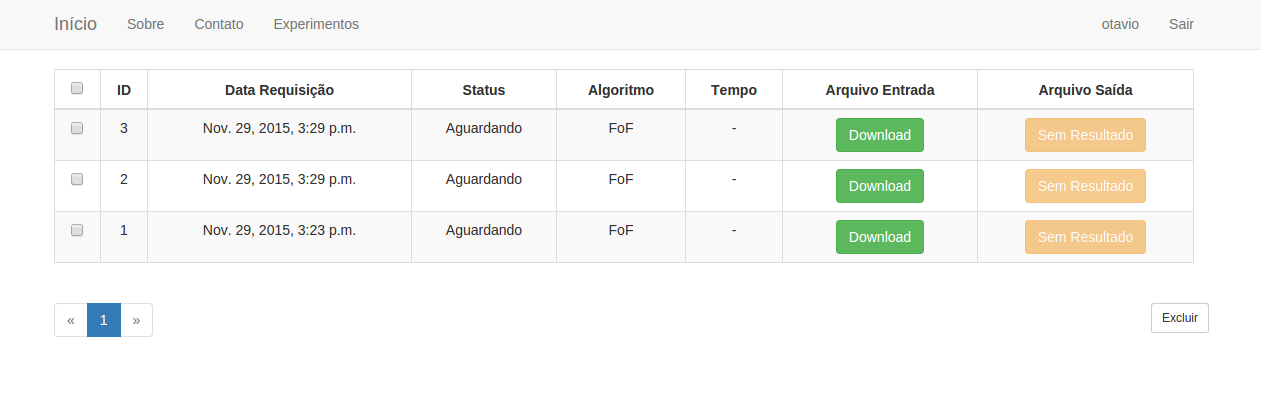 Início Sobre Contato Experimentos otavio Sair
ID Data Requisição Status Algoritmo Tempo Arquivo Entrada Arquivo Saída
3 Nov. 29, 2015, 3:29 p.m. Aguardando FoF - Download Sem Resultado
2 Nov. 29, 2015, 3:29 p.m. Aguardando FoF - Download Sem Resultado
1 Nov. 29, 2015, 3:23 p.m. Aguardando FoF - Download Sem Resultado
« 1 » Excluir